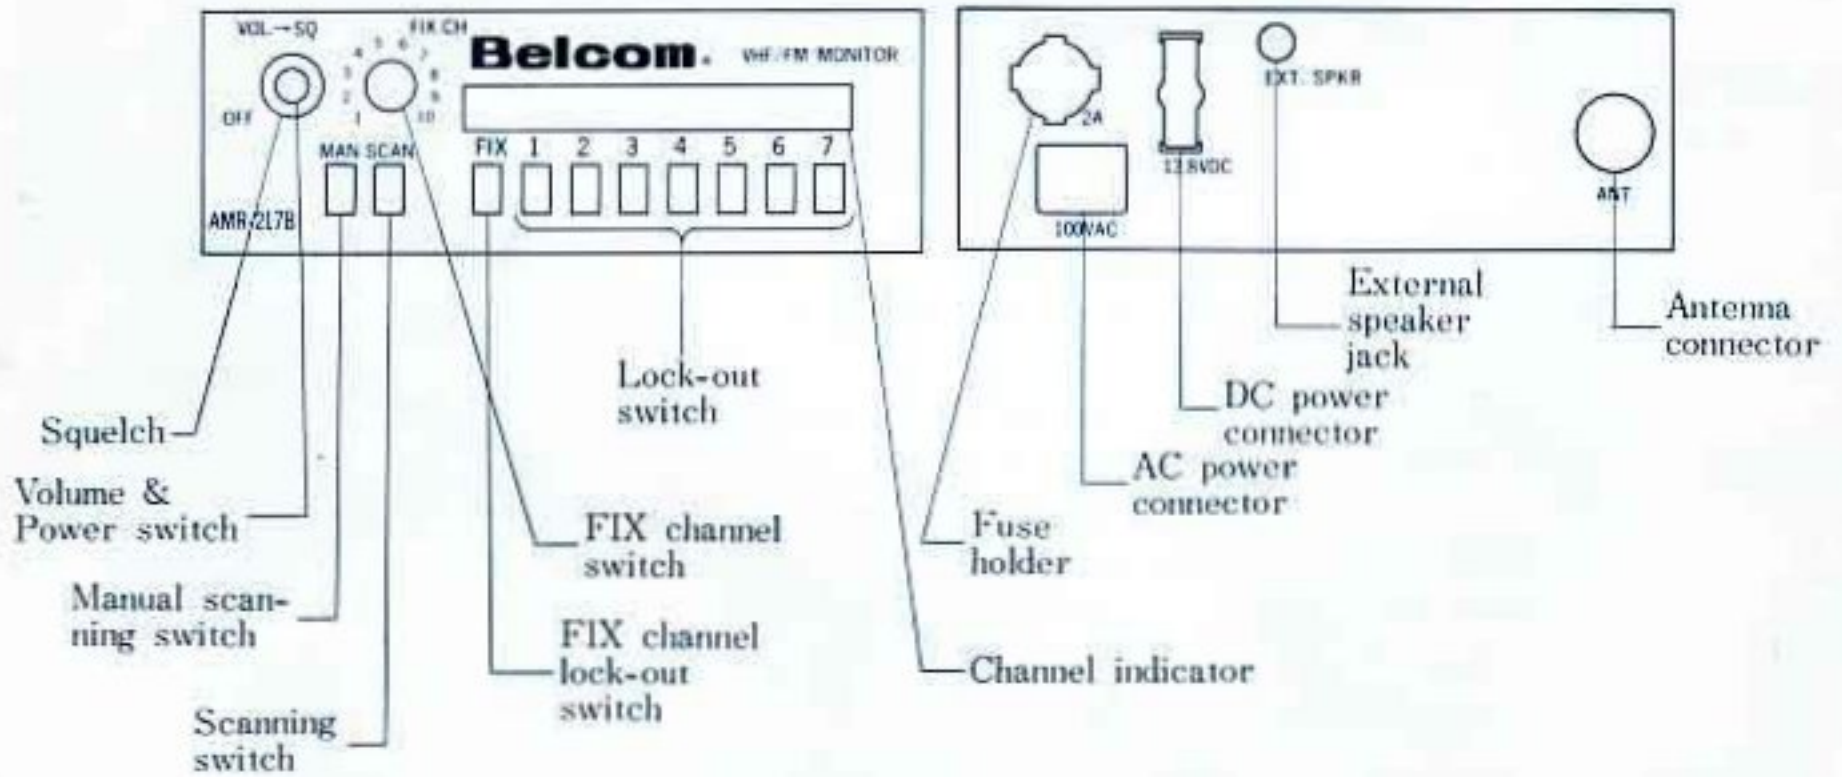 VOL→SQ
FIX CH
Belcom.
VHF/FM MONITOR
OFF
1 2 3 4 5 6 7 8 9 10
MAN SCAN
FIX 1 2 3 4 5 6 7
AMR-217B
2A
13.8VDC
EXT. SPKR
100VAC
ANT
Squelch
Volume &
Power switch
Manual scan-
ning switch
Scanning
switch
Lock-out
switch
FIX channel
switch
FIX channel
lock-out
switch
Channel indicator
Fuse
holder
AC power
connector
DC power
connector
External
speaker
jack
Antenna
connector